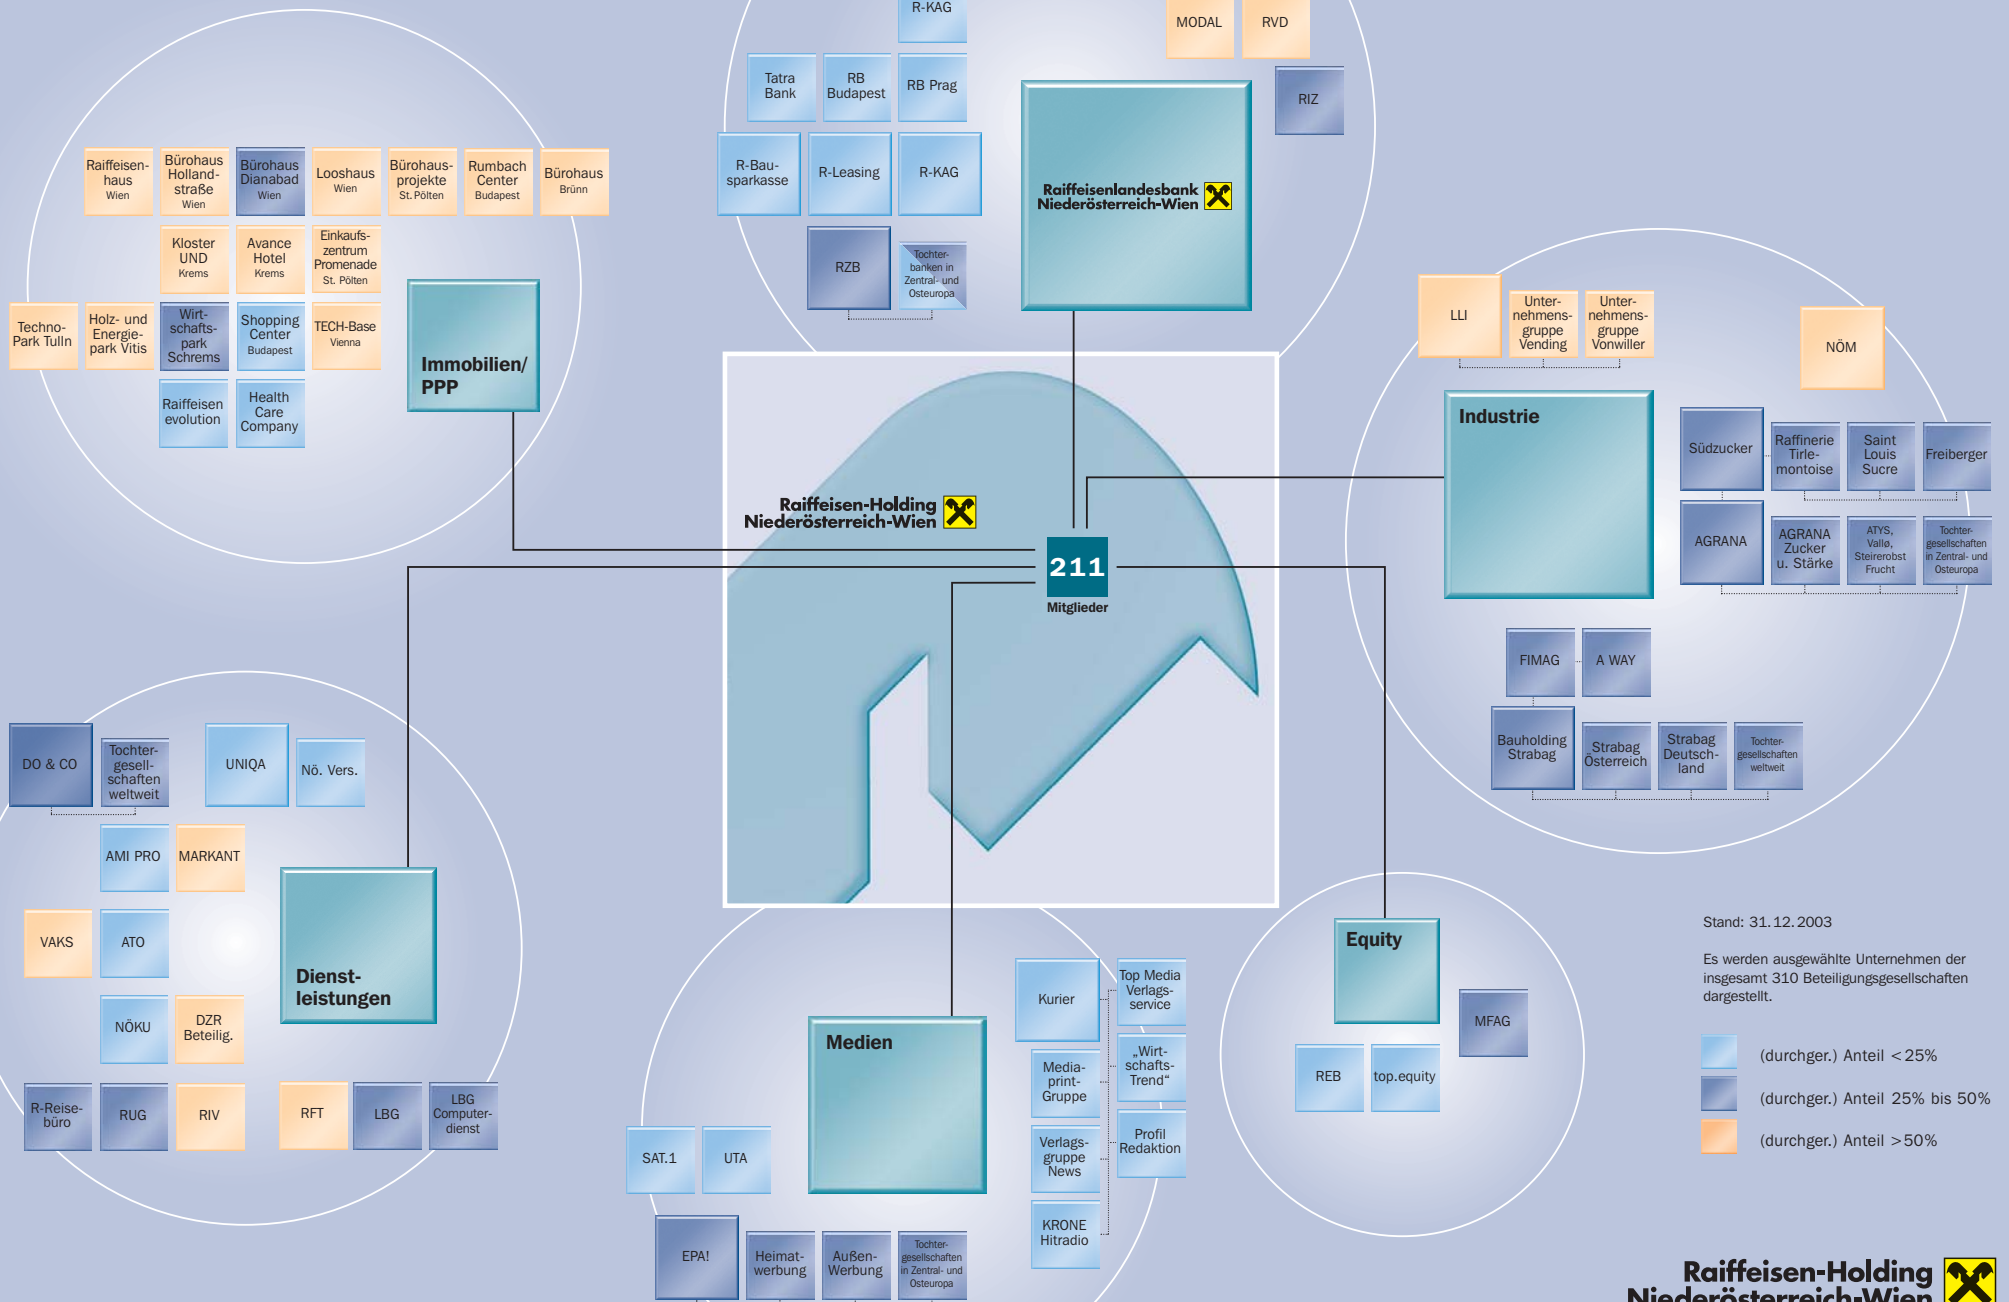 R-KAG
MODAL
RVD
Tatra
Bank
RB
Budapest
RB Prag
RIZ
R-Bau-
sparkasse
R-Leasing
R-KAG
Raiffeisenlandesbank
Niederösterreich-Wien
RZB
Tochter-
banken in
Zentral- und
Osteuropa
Raiffeisen-
haus
Wien
Bürohaus
Holland-
straße
Wien
Bürohaus
Dianabad
Wien
Looshaus
Wien
Bürohaus-
projekte
St. Pölten
Rumbach
Center
Budapest
Bürohaus
Brünn
Kloster
UND
Krems
Avance
Hotel
Krems
Einkaufs-
zentrum
Promenade
St. Pölten
Techno-
Park Tulln
Holz- und
Energie-
park Vitis
Wirt-
schafts-
park
Schrems
Shopping
Center
Budapest
TECH-Base
Vienna
Raiffeisen
evolution
Health
Care
Company
Immobilien/
PPP
LLI
Unter-
nehmens-
gruppe
Vending
Unter-
nehmens-
gruppe
Vonwiller
NÖM
Industrie
Südzucker
Raffinerie
Tirle-
montoise
Saint
Louis
Sucre
Freiberger
AGRANA
AGRANA
Zucker
u. Stärke
ATYS,
Vallø,
Steirerobst
Frucht
Tochter-
gesellschaften
in Zentral- und
Osteuropa
FIMAG
A WAY
Bauholding
Strabag
Strabag
Österreich
Strabag
Deutsch-
land
Tochter-
gesellschaften
weltweit
Raiffeisen-Holding
Niederösterreich-Wien
211
Mitglieder
DO & CO
Tochter-
gesell-
schaften
weltweit
UNIQA
Nö. Vers.
AMI PRO
MARKANT
VAKS
ATO
NÖKU
DZR
Beteilig.
R-Reise-
büro
RUG
RIV
RFT
LBG
LBG
Computer-
dienst
Dienst-
leistungen
Medien
Kurier
Top Media
Verlags-
service
Media-
print-
Gruppe
„Wirt-
schafts-
Trend“
Verlags-
gruppe
News
Profil
Redaktion
KRONE
Hitradio
SAT.1
UTA
EPA!
Heimat-
werbung
Außen-
Werbung
Tochter-
gesellschaften
in Zentral- und
Osteuropa
Equity
MFAG
REB
top.equity
Stand: 31.12.2003
Es werden ausgewählte Unternehmen der
insgesamt 310 Beteiligungsgesellschaften
dargestellt.
(durchger.) Anteil <25%
(durchger.) Anteil 25% bis 50%
(durchger.) Anteil >50%
Raiffeisen-Holding
Niederösterreich-Wien